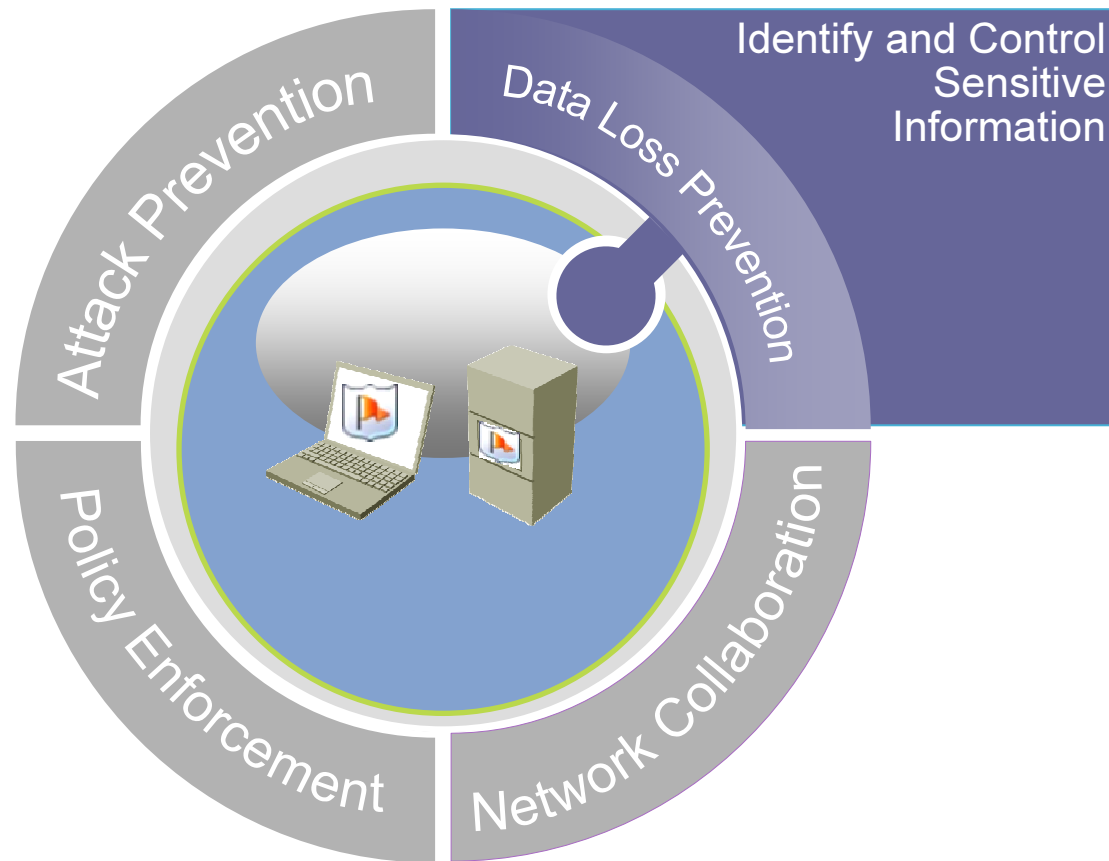 Identify and Control
Sensitive
Information
Attack Prevention
Data Loss Prevention
Policy Enforcement
Network Collaboration